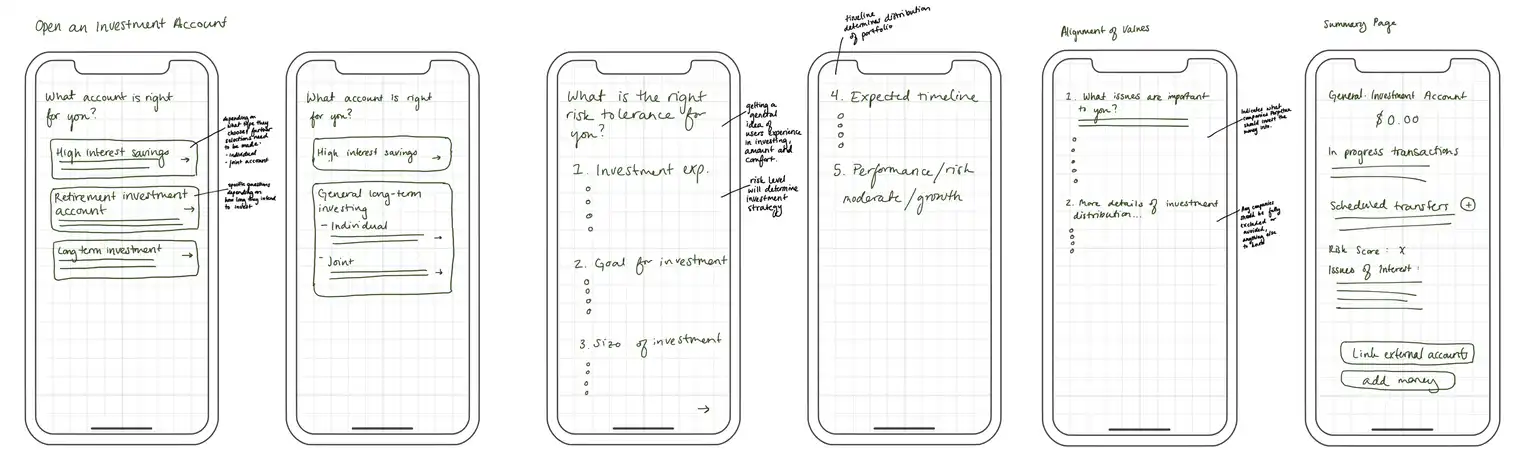 Open an Investment Account
What account is right
for you?
High interest savings
Retirement investment
account
Long term investment
depending on
what type they
choose, further
selections need
to be made.
- individual
- joint account
specific questions
depending on
how long they intend
to invest
What account is right
for you?
High interest savings
General long-term
investing
- Individual
- Joint
What is the right
risk tolerance for
you?
1. Investment exp.
2. Goal for investment
3. Size of investment
getting a
general
idea of
users experience
in investing,
amount and
comfort.
risk level
will determine
investment
strategy
timeline
determines distribution
of portfolio
4. Expected timeline
5. Performance/risk
moderate/growth
Alignment of Values
1. What issues are important
to you?
2. More details of investment
distribution...
Indicates what
companies
should invest the
money into.
Any companies
should be fully
excluded or
avoided,
anything else
to
Summary Page
General Investment Account
$0.00
In progress transactions
Scheduled transfers +
Risk Score: X
Issues of Interest:
Link external accounts
add money